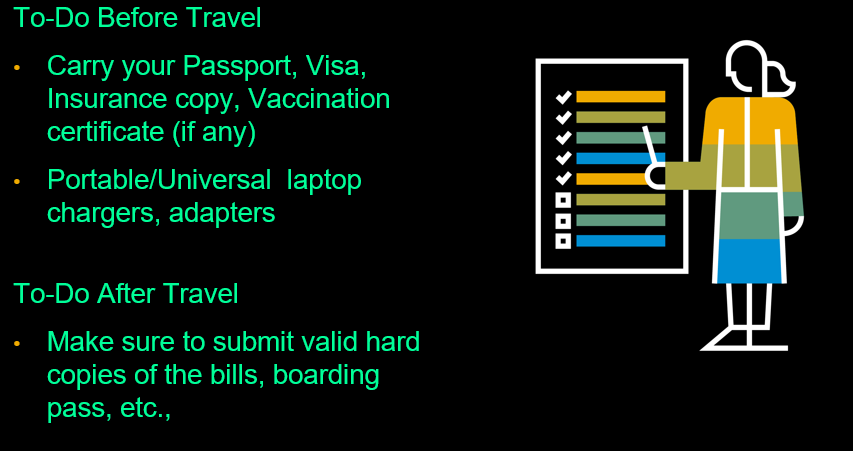 To-Do Before Travel
• Carry your Passport, Visa,
Insurance copy, Vaccination
certificate (if any)
• Portable/Universal  laptop
chargers, adapters
To-Do After Travel
• Make sure to submit valid hard
copies of the bills, boarding
pass, etc.,